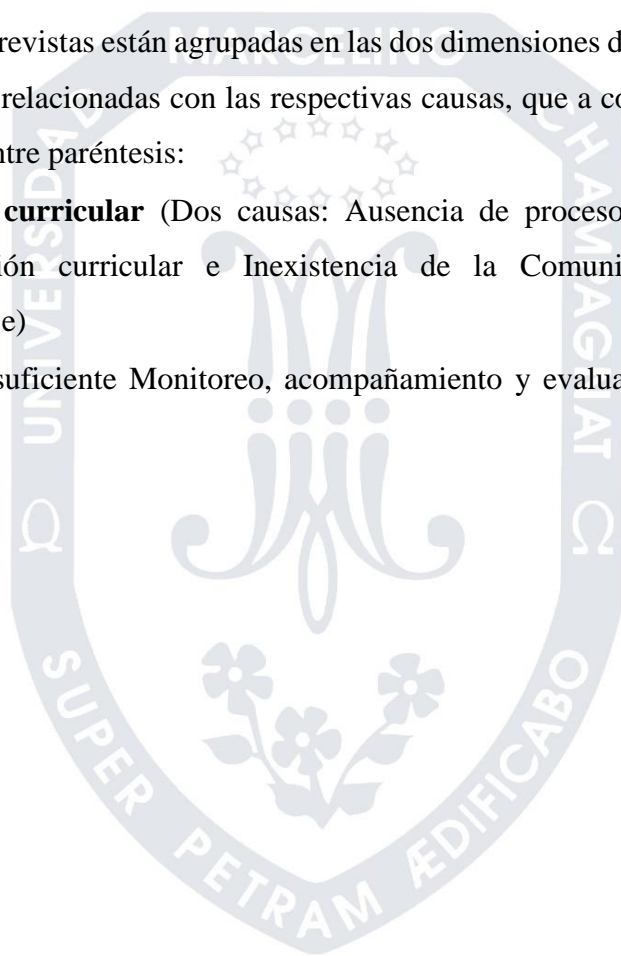 revistas están agrupadas en las dos dimensiones d
relacionadas con las respectivas causas, que a co
ntre paréntesis:
curricular (Dos causas: Ausencia de proceso
ión curricular e Inexistencia de la Comuni
e)
suficiente Monitoreo, acompañamiento y evalua
UNIVERSIDAD
MARCELINO
CHAMPAGNAT
SUPER PETRAM ÆDIFICABO